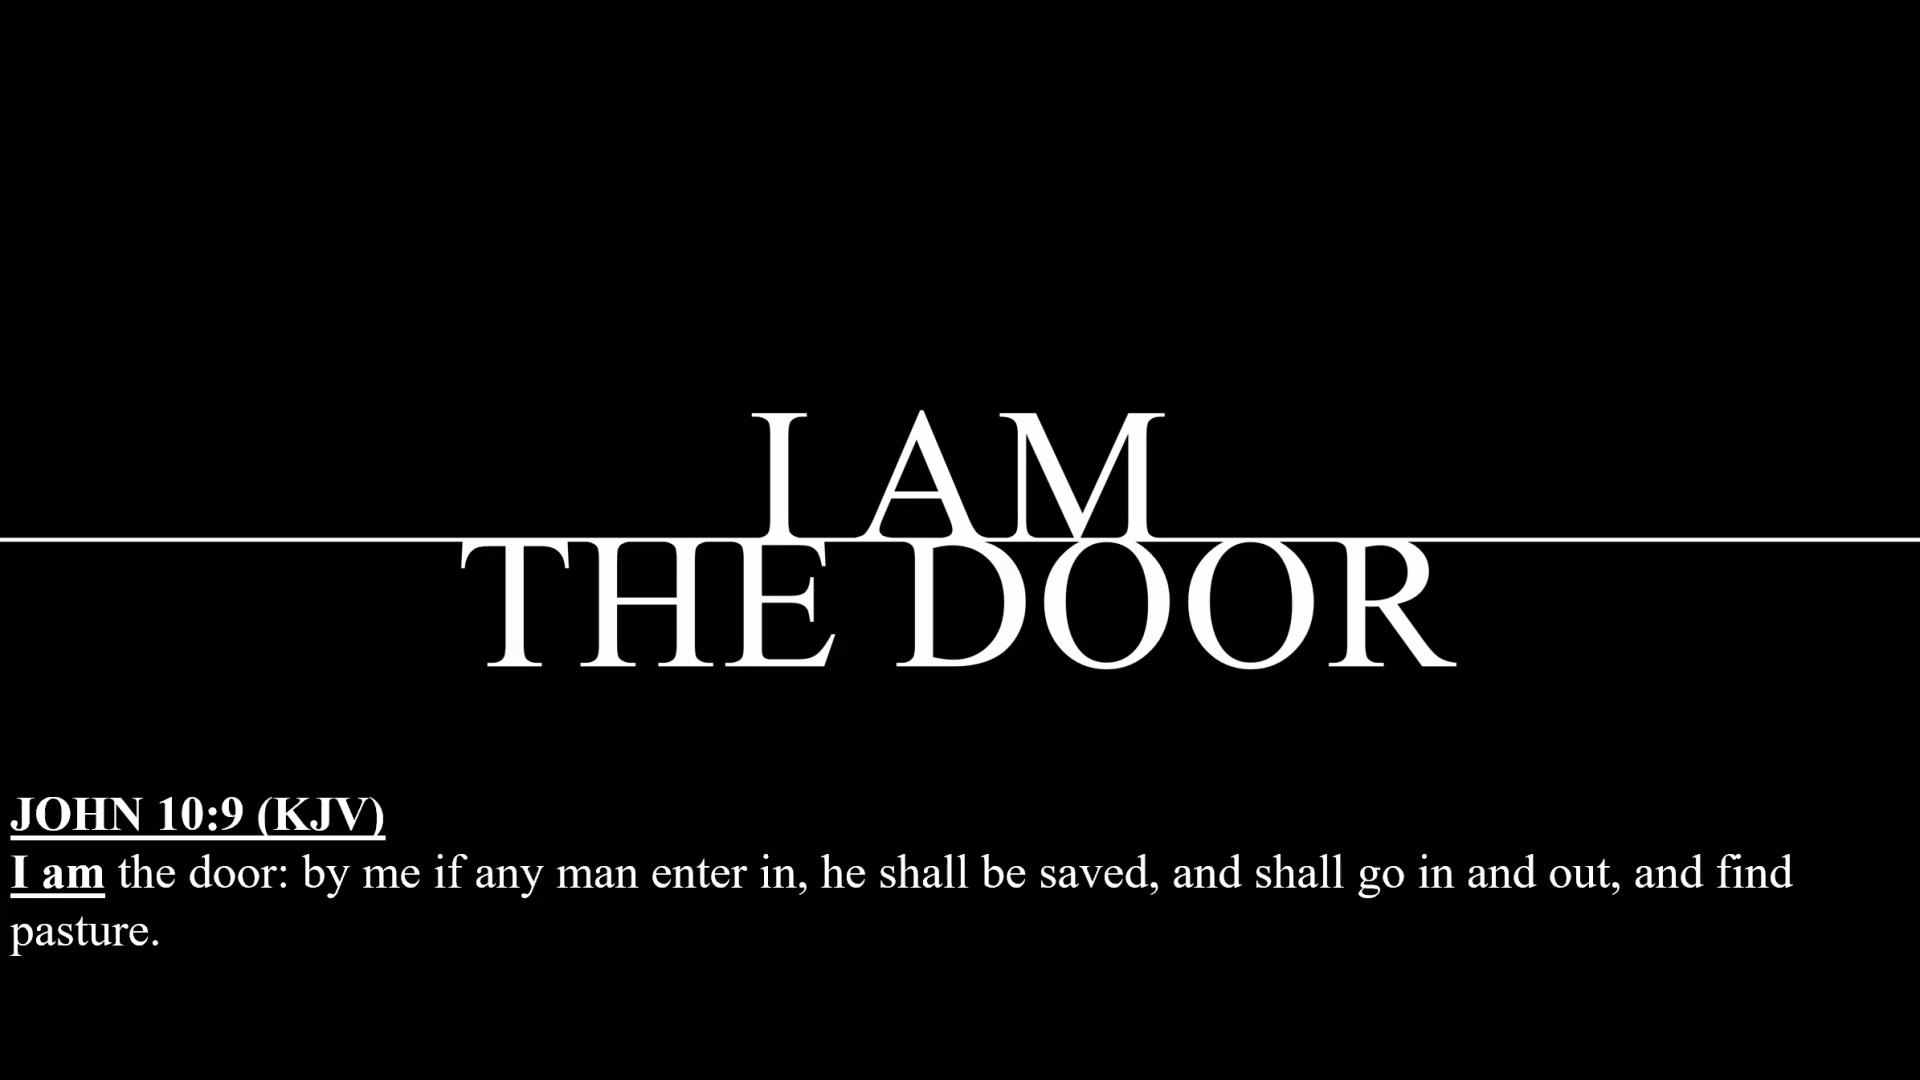 I AM
THE DOOR
JOHN 10:9 (KJV)
I am the door: by me if any man enter in, he shall be saved, and shall go in and out, and find
pasture.